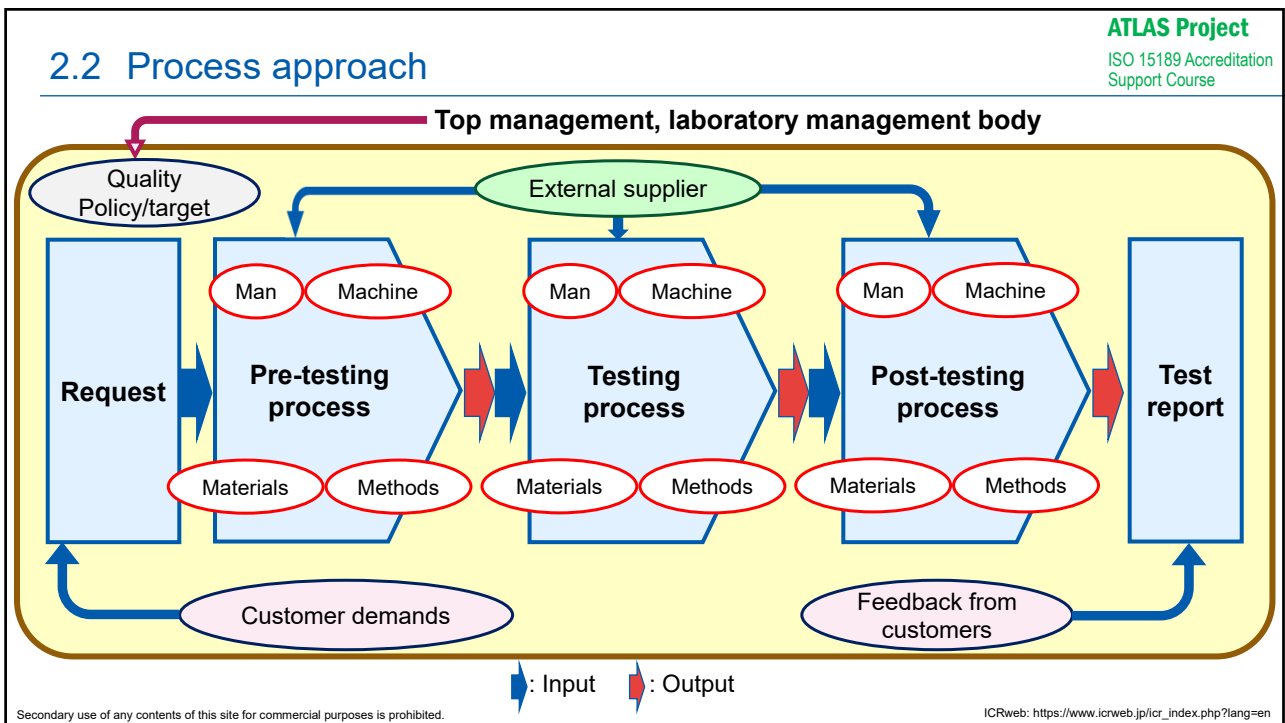 2.2 Process approach
ATLAS Project
ISO 15189 Accreditation
Support Course
Top management, laboratory management body
Quality
Policy/target
External supplier
Request
Man
Machine
Pre-testing
process
Materials
Methods
Man
Machine
Testing
process
Materials
Methods
Man
Machine
Post-testing
process
Materials
Methods
Test
report
Customer demands
Feedback from
customers
: Input
: Output
Secondary use of any contents of this site for commercial purposes is prohibited.
ICRweb: https://www.icrweb.jp/icr_index.php?lang=en